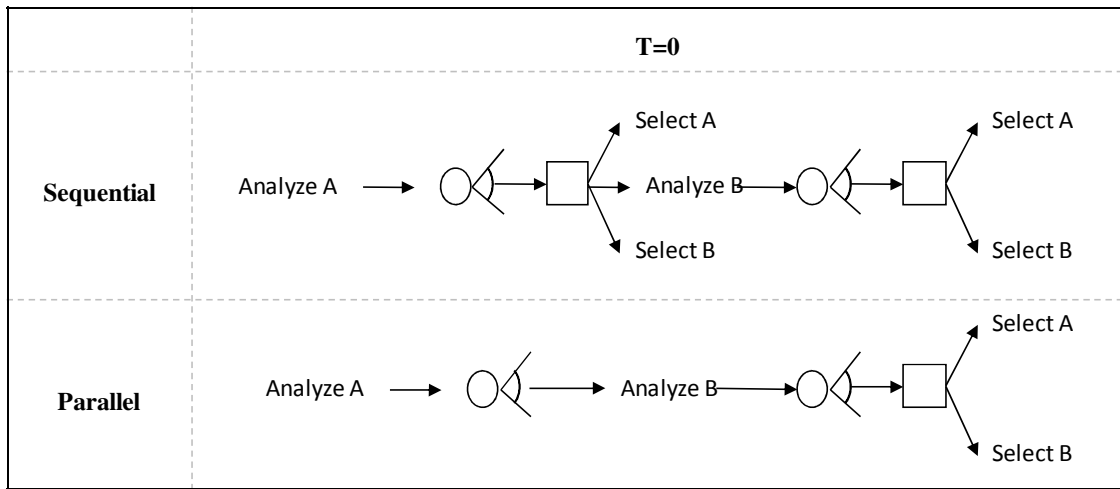 T=0
Sequential
Analyze A
Select A
Analyze B
Select B
Select A
Select B
Parallel
Analyze A
Analyze B
Select A
Select B